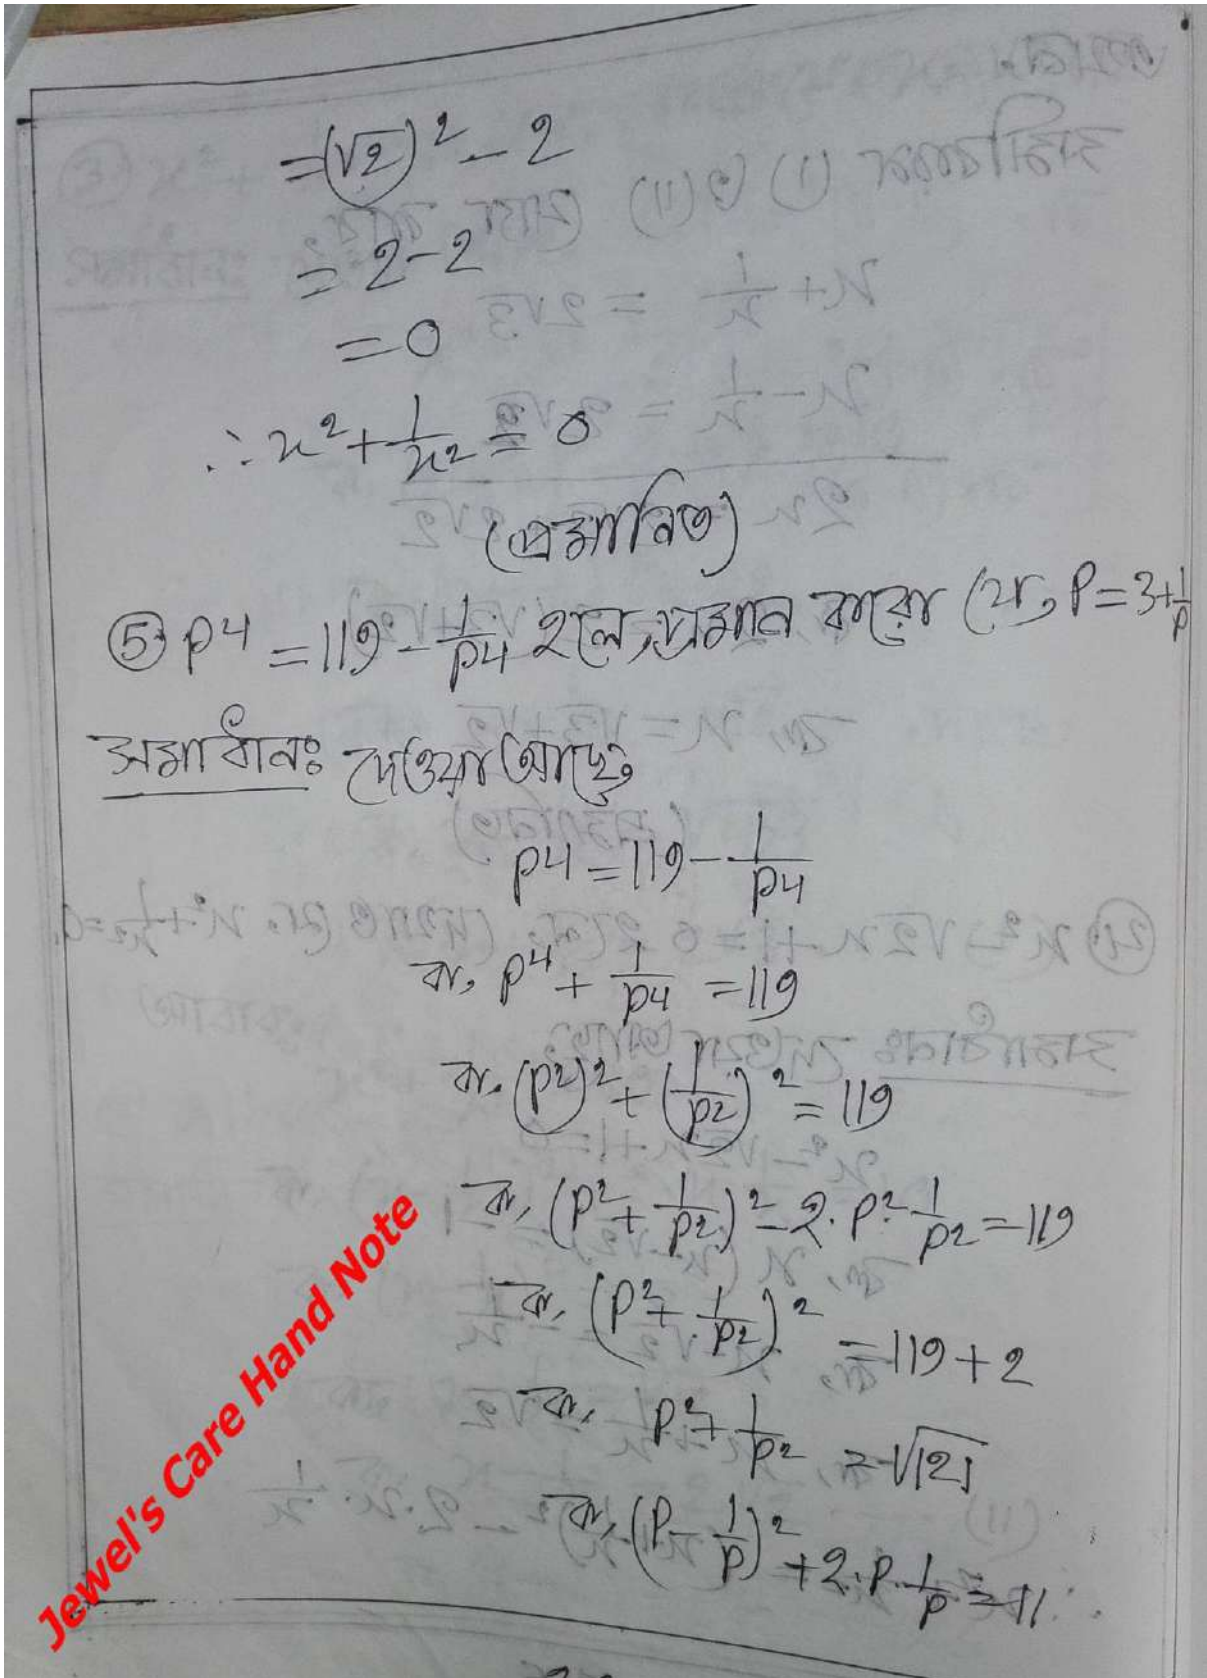 =(√2)² - 2
= 2-2
= 0
∴ x² + 1/x² = 0
(প্রমানিত)
⑤ P4 = 119 - 1/P4 হলে, প্রমান করো যে, P = 3 + 1/P
সমাধানঃ দেওয়া আছে,
P4 = 119 - 1/P4
বা, P4 + 1/P4 = 119
বা, (P2)² + (1/P2)² = 119
বা, (P² + 1/P2)² - 2. P². 1/P2 = 119
বা, (P² + 1/P2)² = 119 + 2
বা, P² + 1/P2 = √121
বা, (P - 1/P)² + 2. P. 1/P = 11
Jewel's Care Hand Note